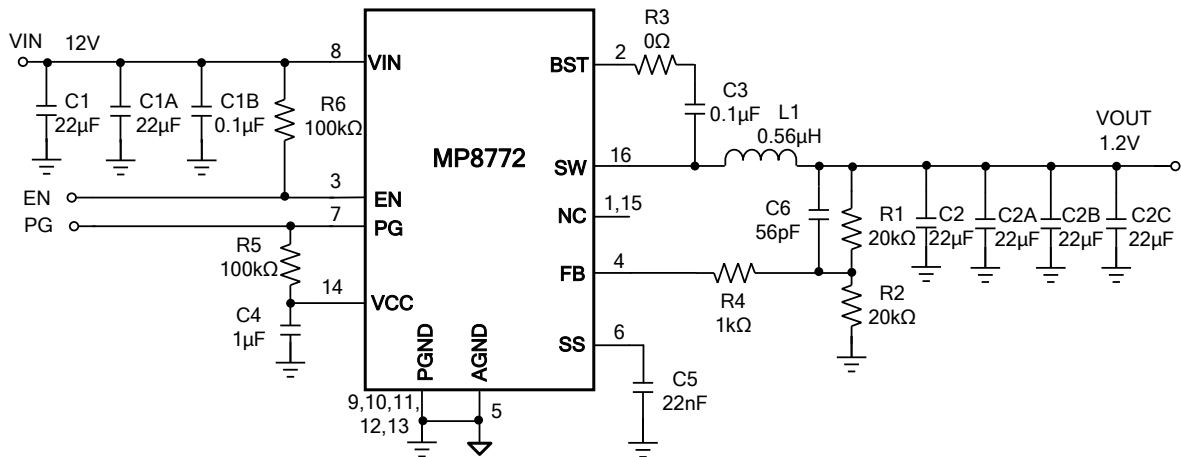 VIN
12V
C1
22μF
C1A
22μF
C1B
0.1μF
R6
100kΩ
EN
PG
R5
100kΩ
C4
1μF
8
3
7
14
VIN
EN
PG
VCC
MP8772
BST
SW
NC
FB
SS
PGND
AGND
9,10,11,
12,13
5
2
16
1,15
4
6
R3
0Ω
C3
0.1μF
L1
0.56μH
C6
56pF
R1
20kΩ
R4
1kΩ
R2
20kΩ
C5
22nF
C2
22μF
C2A
22μF
C2B
22μF
C2C
22μF
VOUT
1.2V